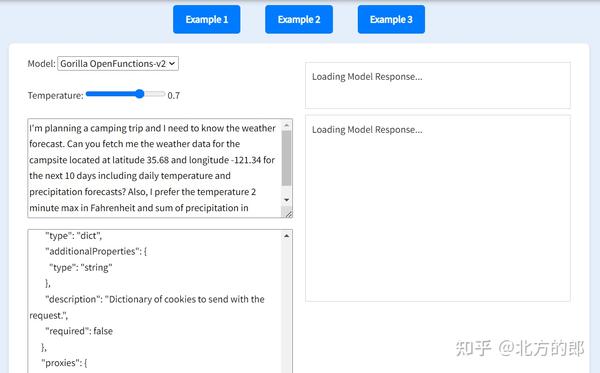 Example 1
Example 2
Example 3
Model: Gorilla OpenFunctions-v2
Temperature: 0.7
I'm planning a camping trip and I need to know the weather
forecast. Can you fetch me the weather data for the
campsite located at latitude 35.68 and longitude -121.34 for
the next 10 days including daily temperature and
precipitation forecasts? Also, I prefer the temperature 2
minute max in Fahrenheit and sum of precipitation in
"type": "dict",
"additionalProperties": {
"type": "string"
},
"description": "Dictionary of cookies to send with the
request.",
"required": false
},
"proxies": {
Loading Model Response...
Loading Model Response...
知乎 @北方的郎